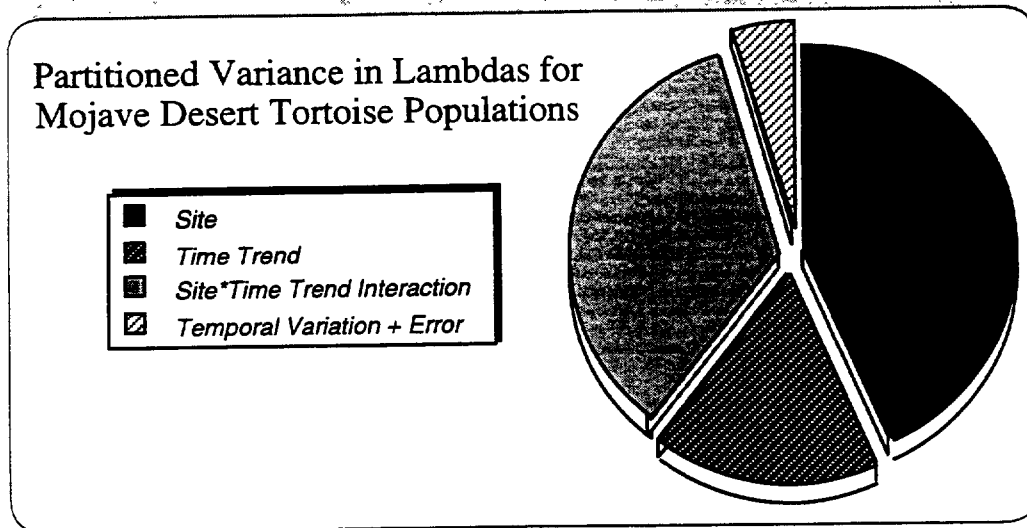 Partitioned Variance in Lambdas for
Mojave Desert Tortoise Populations
Site
Time Trend
Site*Time Trend Interaction
Temporal Variation + Error